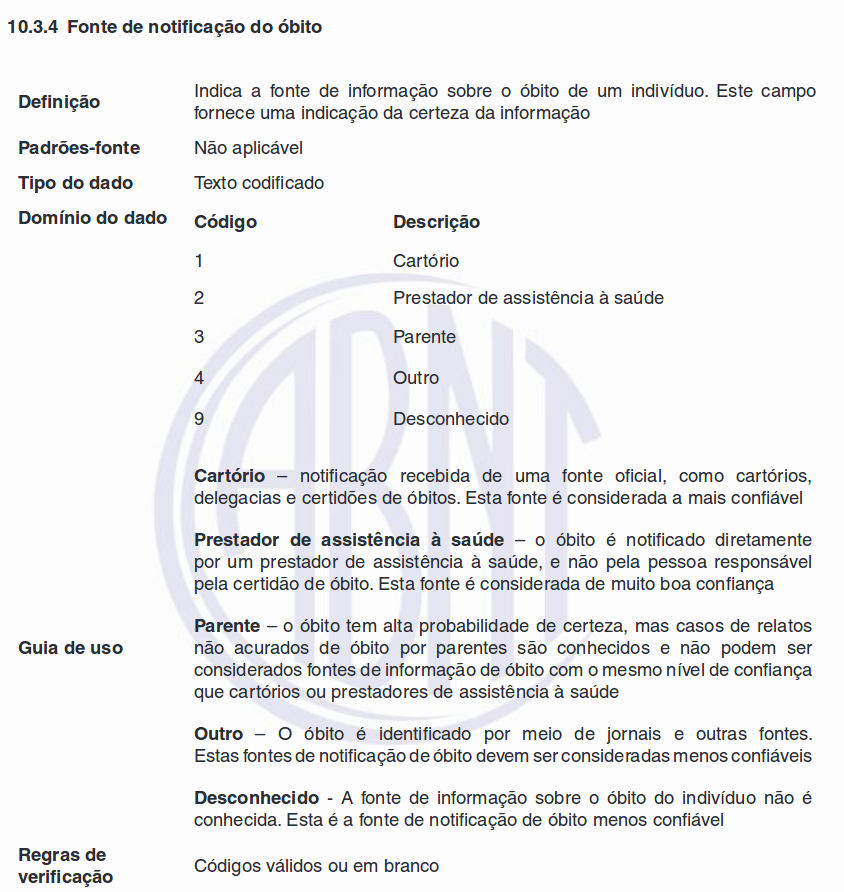 10.3.4 Fonte de notificação do óbito
Definição
Indica a fonte de informação sobre o óbito de um indivíduo. Este campo
fornece uma indicação da certeza da informação
Padrões-fonte Não aplicável
Tipo do dado Texto codificado
Domínio do dado Código Descrição
1 Cartório
2 Prestador de assistência à saúde
3 Parente
4 Outro
9 Desconhecido
Guia de uso
Cartório – notificação recebida de uma fonte oficial, como cartórios,
delegacias e certidões de óbitos. Esta fonte é considerada a mais confiável
Prestador de assistência à saúde – o óbito é notificado diretamente
por um prestador de assistência à saúde, e não pela pessoa responsável
pela certidão de óbito. Esta fonte é considerada de muito boa confiança
Parente – o óbito tem alta probabilidade de certeza, mas casos de relatos
não acurados de óbito por parentes são conhecidos e não podem ser
considerados fontes de informação de óbito com o mesmo nível de confiança
que cartórios ou prestadores de assistência à saúde
Outro – O óbito é identificado por meio de jornais e outras fontes.
Estas fontes de notificação de óbito devem ser consideradas menos confiáveis
Desconhecido - A fonte de informação sobre o óbito do indivíduo não é
conhecida. Esta é a fonte de notificação de óbito menos confiável
Regras de
verificação
Códigos válidos ou em branco
ABNT